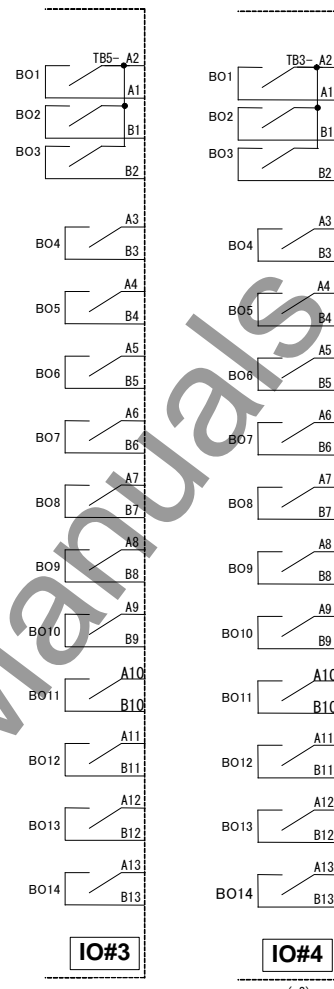 TB5- A2
BO1
A1
BO2
B1
BO3
B2
A3
BO4
B3
A4
BO5
B4
A5
BO6
B5
A6
BO7
B6
A7
BO8
B7
A8
BO9
B8
A9
BO10
B9
A10
BO11
B10
A11
BO12
B11
A12
BO13
B12
A13
BO14
B13
IO#3
TB3- A2
BO1
A1
BO2
B1
BO3
B2
A3
BO4
B3
A4
BO5
B4
A5
BO6
B5
A6
BO7
B6
A7
BO8
B7
A8
BO9
B8
A9
BO10
B9
A10
BO11
B10
A11
BO12
B11
A12
BO13
B12
A13
BO14
B13
IO#4
Manuals